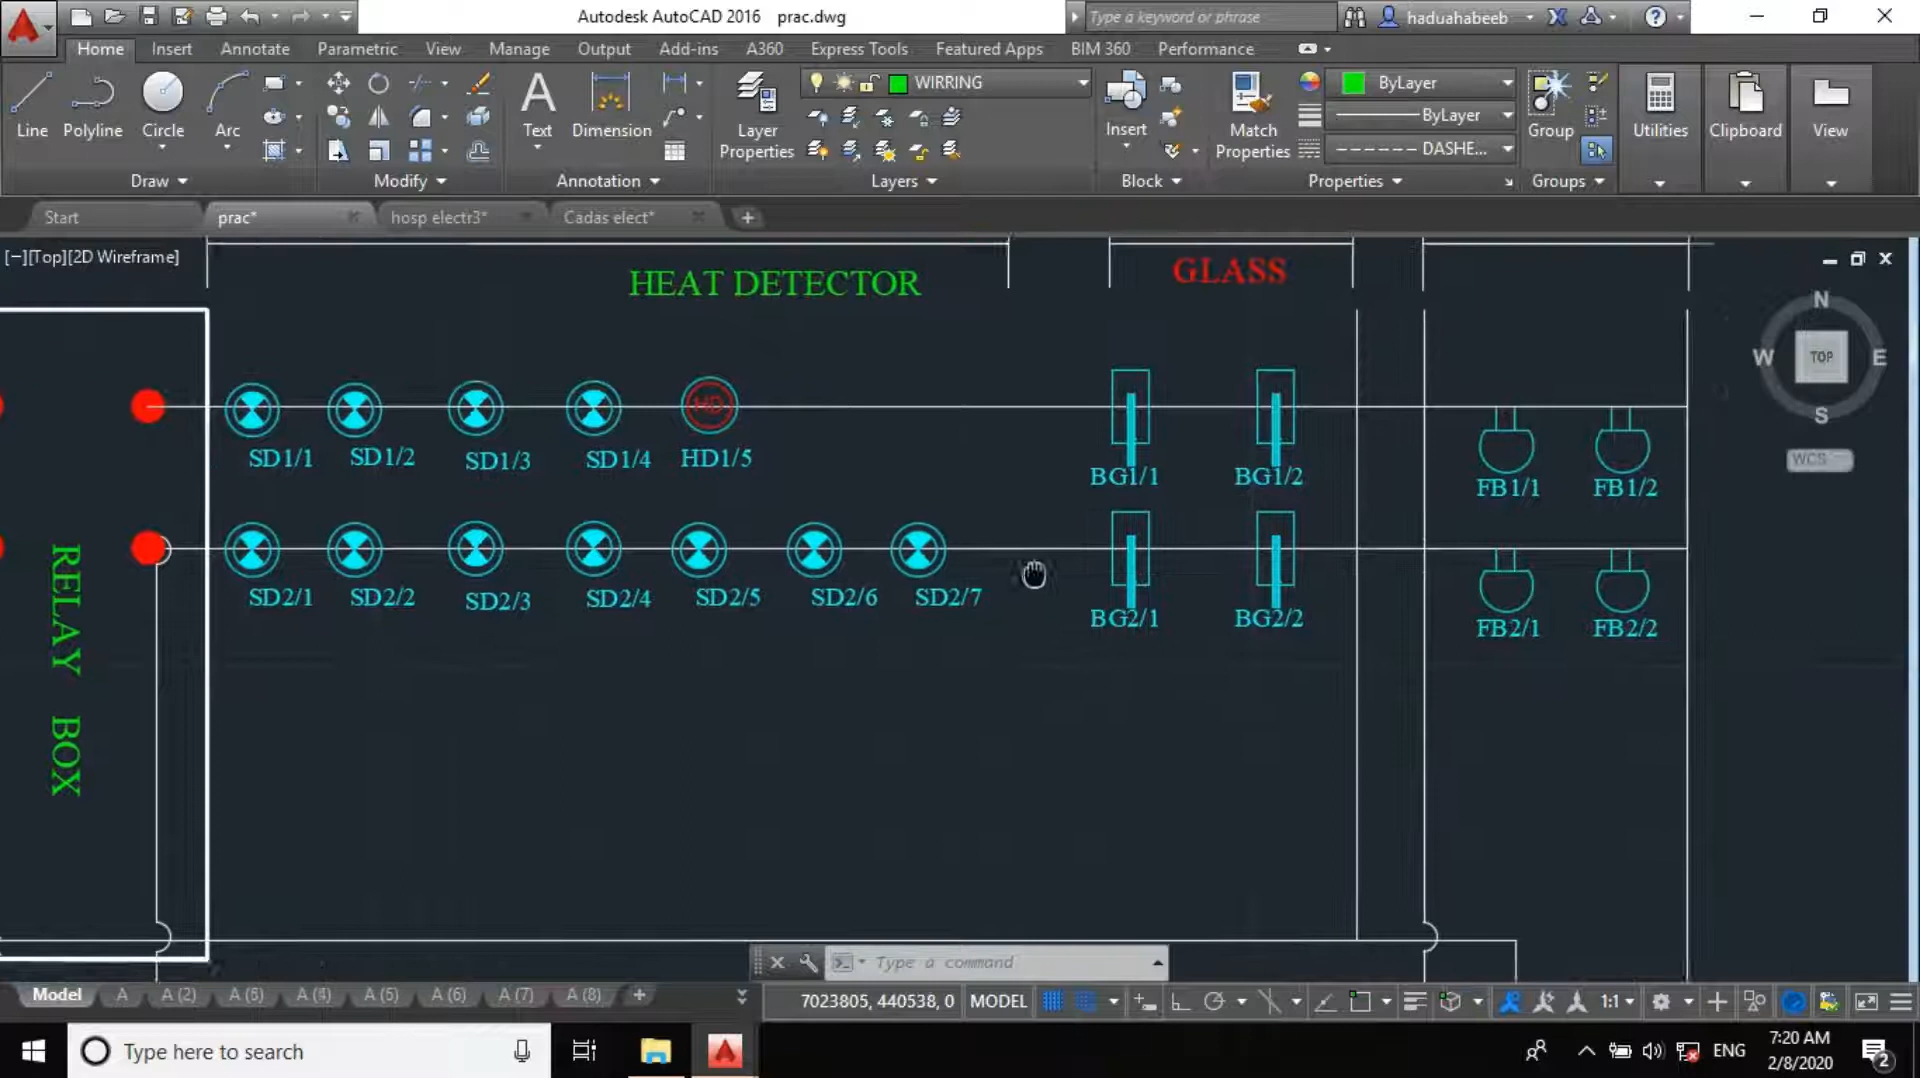 Autodesk AutoCAD 2016 prac.dwg
Type a keyword or phrase
haduahabeeb
Home Insert Annotate Parametric View Manage Output Add-ins A360 Express Tools Featured Apps BIM 360 Performance
WIRRING
ByLayer
ByLayer
DASHE...
Line Polyline Circle Arc
Text Dimension
Layer
Properties
Insert
Match
Properties
Group
Utilities
Clipboard
View
Draw Modify Annotation Layers Block Properties Groups
Start prac* hosp electr3* Cadas elect*
[−][Top][2D Wireframe]
HEAT DETECTOR
GLASS
N
W TOP E
S
WCS
HD
SD1/1 SD1/2 SD1/3 SD1/4 HD1/5 BG1/1 BG1/2 FB1/1 FB1/2
SD2/1 SD2/2 SD2/3 SD2/4 SD2/5 SD2/6 SD2/7 BG2/1 BG2/2 FB2/1 FB2/2
RELAY BOX
Type a command
Model A A (2) A (4) A (5) A (6) A (7) A (8)
7023805, 440538, 0 MODEL
1:1
Type here to search
ENG
7:20 AM
2/8/2020
2